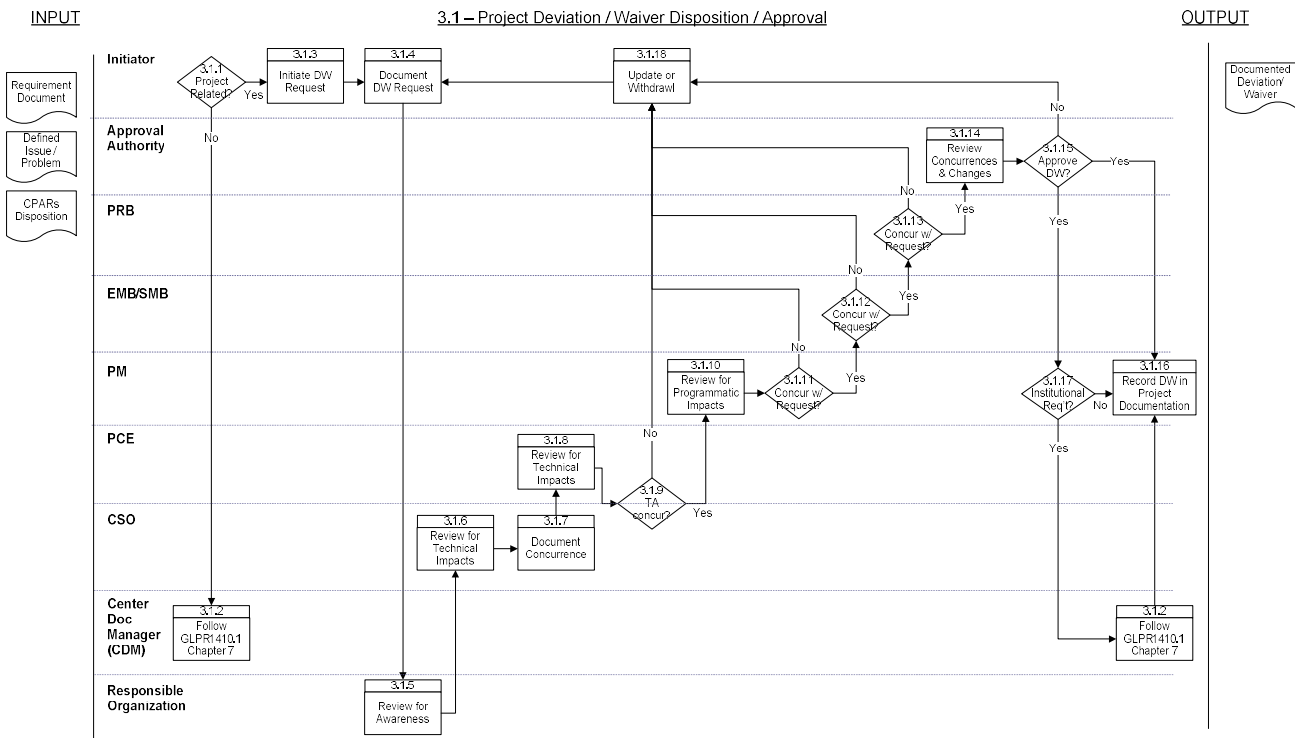 INPUT
3.1 – Project Deviation / Waiver Disposition / Approval
OUTPUT
Requirement
Document
Defined
Issue /
Problem
CPARs
Disposition
Initiator
3.1.1
Project
Related?
Yes
No
3.1.3
Initiate DW
Request
3.1.4
Document
DW Request
3.1.18
Update or
Withdrawl
Documented
Deviation/
Waiver
Approval
Authority
3.1.14
Review
Concurrences
& Changes
3.1.15
Approve
DW?
No
Yes
Yes
PRB
3.1.13
Concur w/
Request?
No
Yes
EMB/SMB
3.1.12
Concur w/
Request?
No
Yes
PM
3.1.10
Review for
Programmatic
Impacts
3.1.11
Concur w/
Request?
No
Yes
3.1.17
Institutional
Req't?
No
Yes
3.1.16
Record DW in
Project
Documentation
PCE
3.1.8
Review for
Technical
Impacts
3.1.9
TA
concur?
No
Yes
CSO
3.1.6
Review for
Technical
Impacts
3.1.7
Document
Concurrence
Center
Doc
Manager
(CDM)
3.1.2
Follow
GLPR1410.1
Chapter 7
3.1.2
Follow
GLPR1410.1
Chapter 7
Responsible
Organization
3.1.5
Review for
Awareness